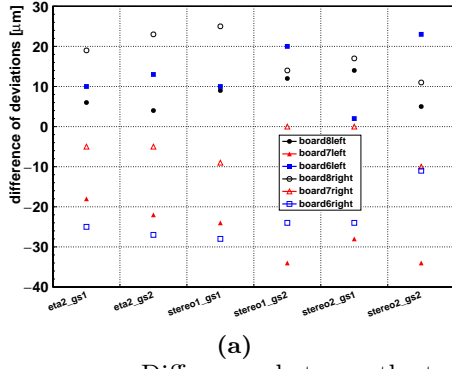 difference of deviations [μm]
30
20
10
0
−10
−20
−30
−40
board8left
board7left
board6left
board8right
board7right
board6right
eta2_gs1
eta2_gs2
stereo1_gs1
stereo1_gs2
stereo2_gs1
stereo2_gs2
(a)